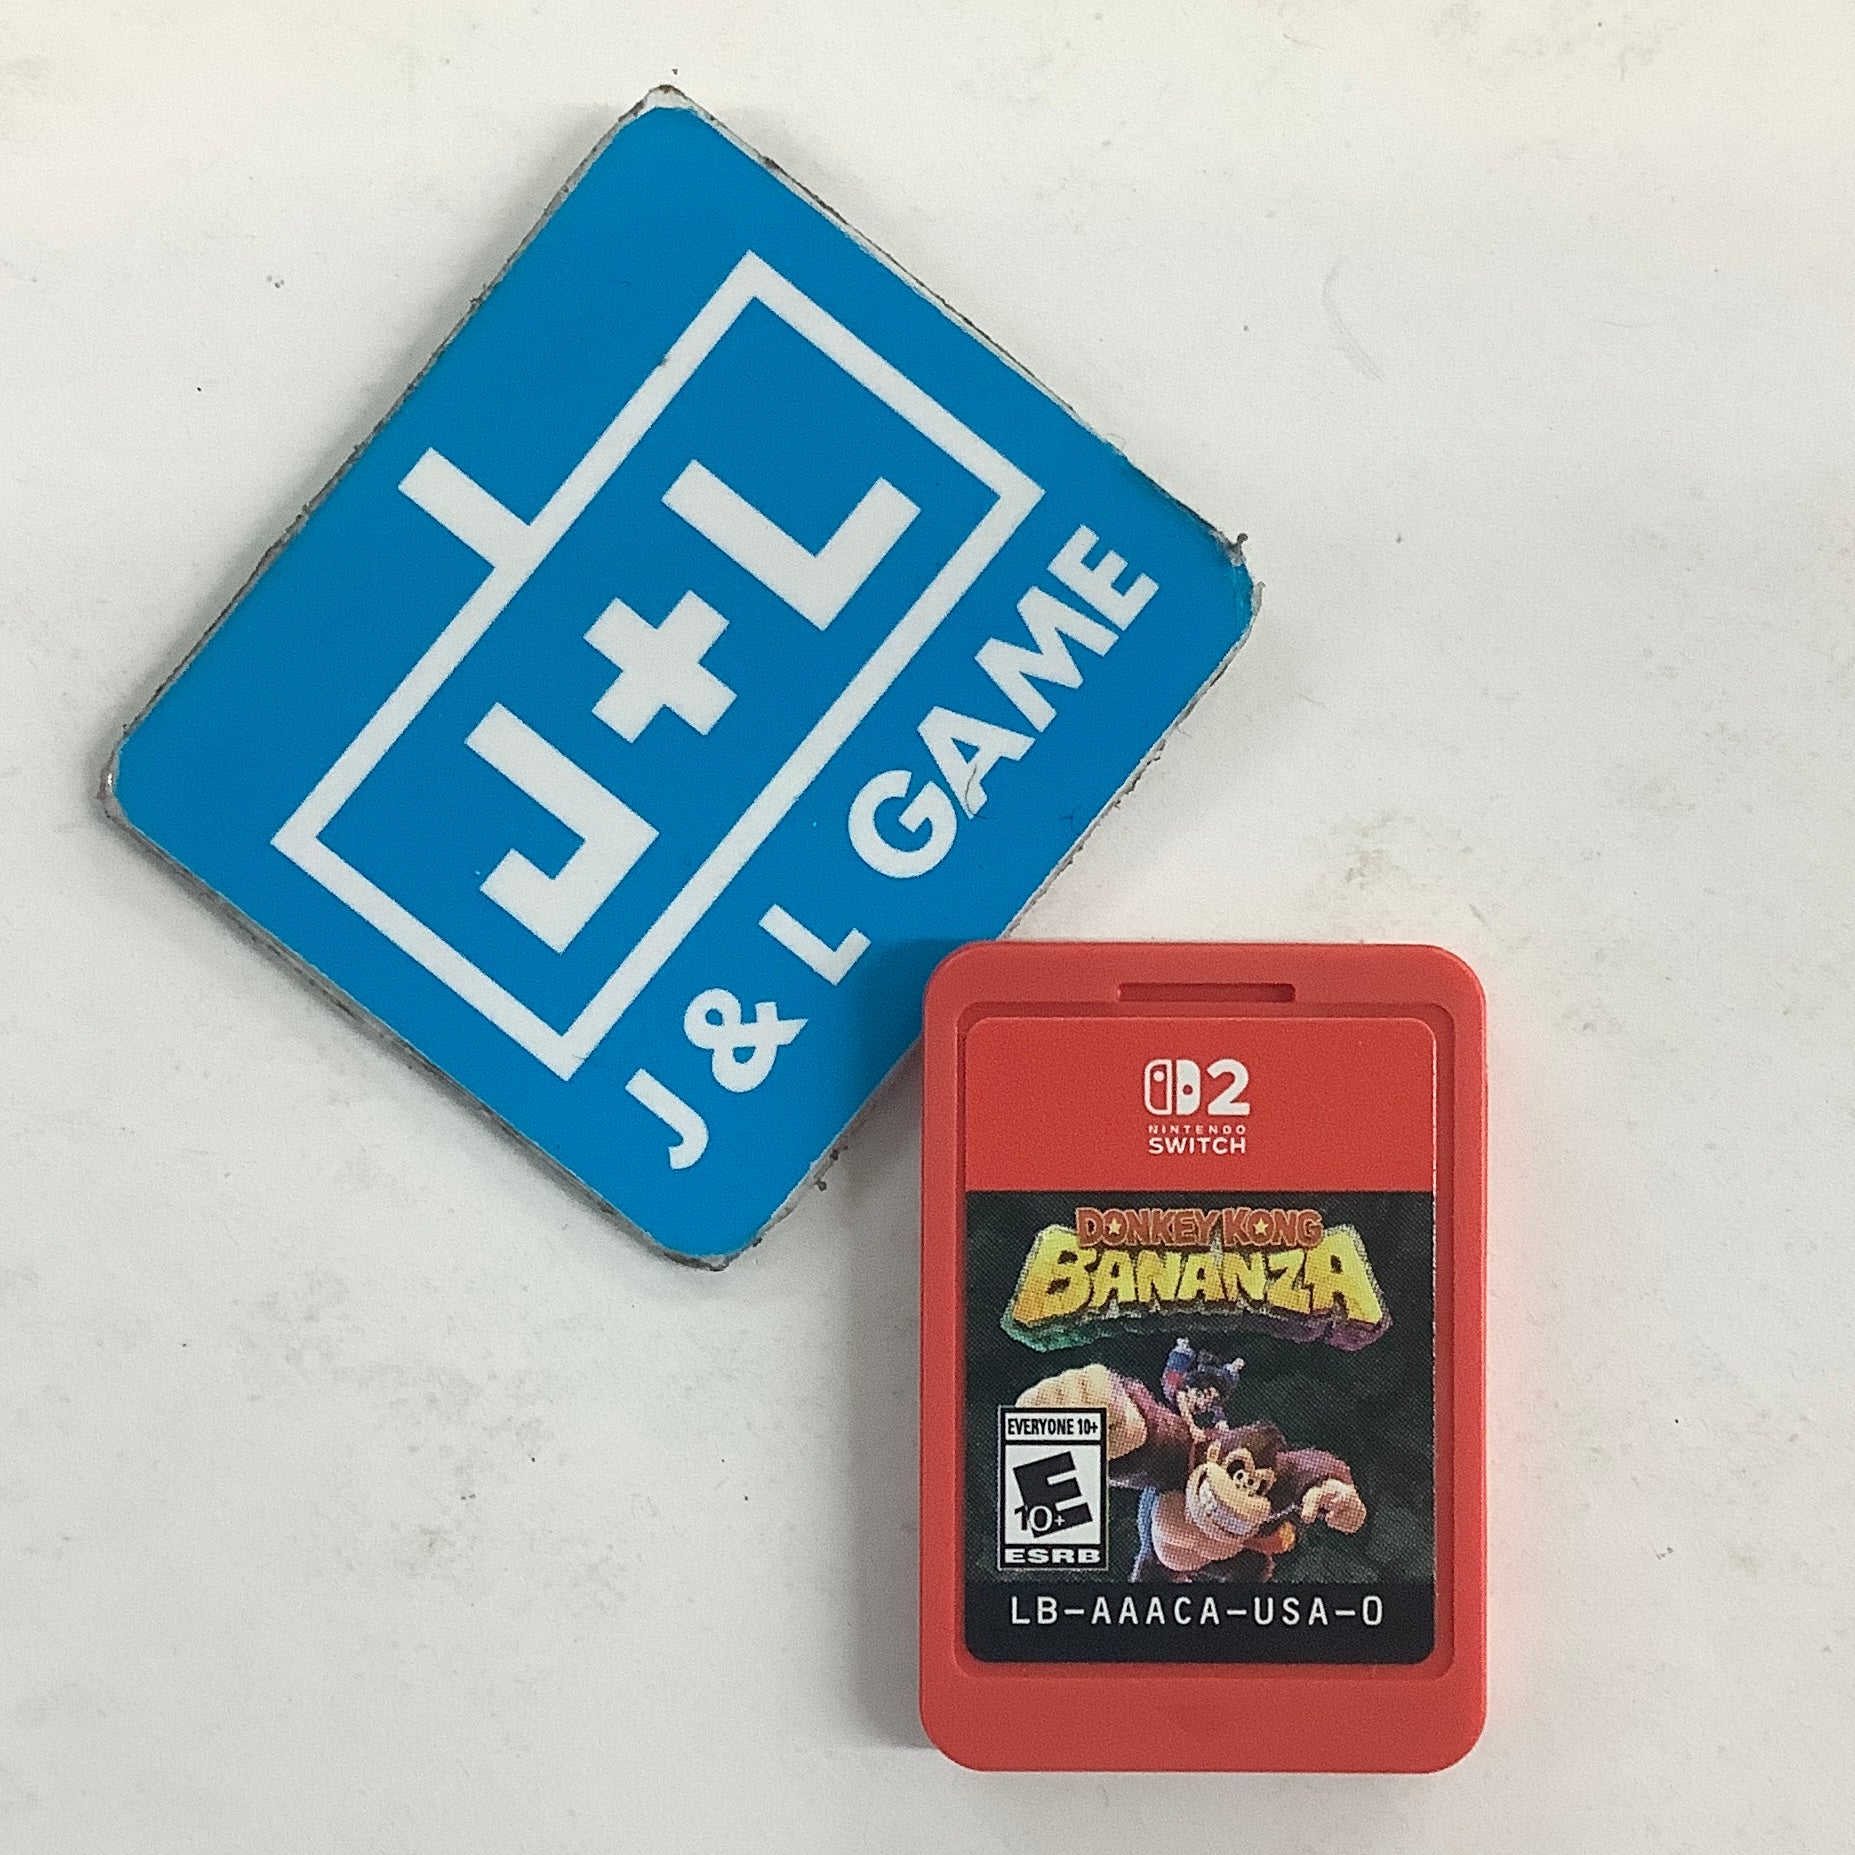 J+L
J & L GAME
2
NINTENDO
SWITCH
DONKEY KONG
BANANZA
EVERYONE 10+
E
10+
ESRB
LB-AAACA-USA-0